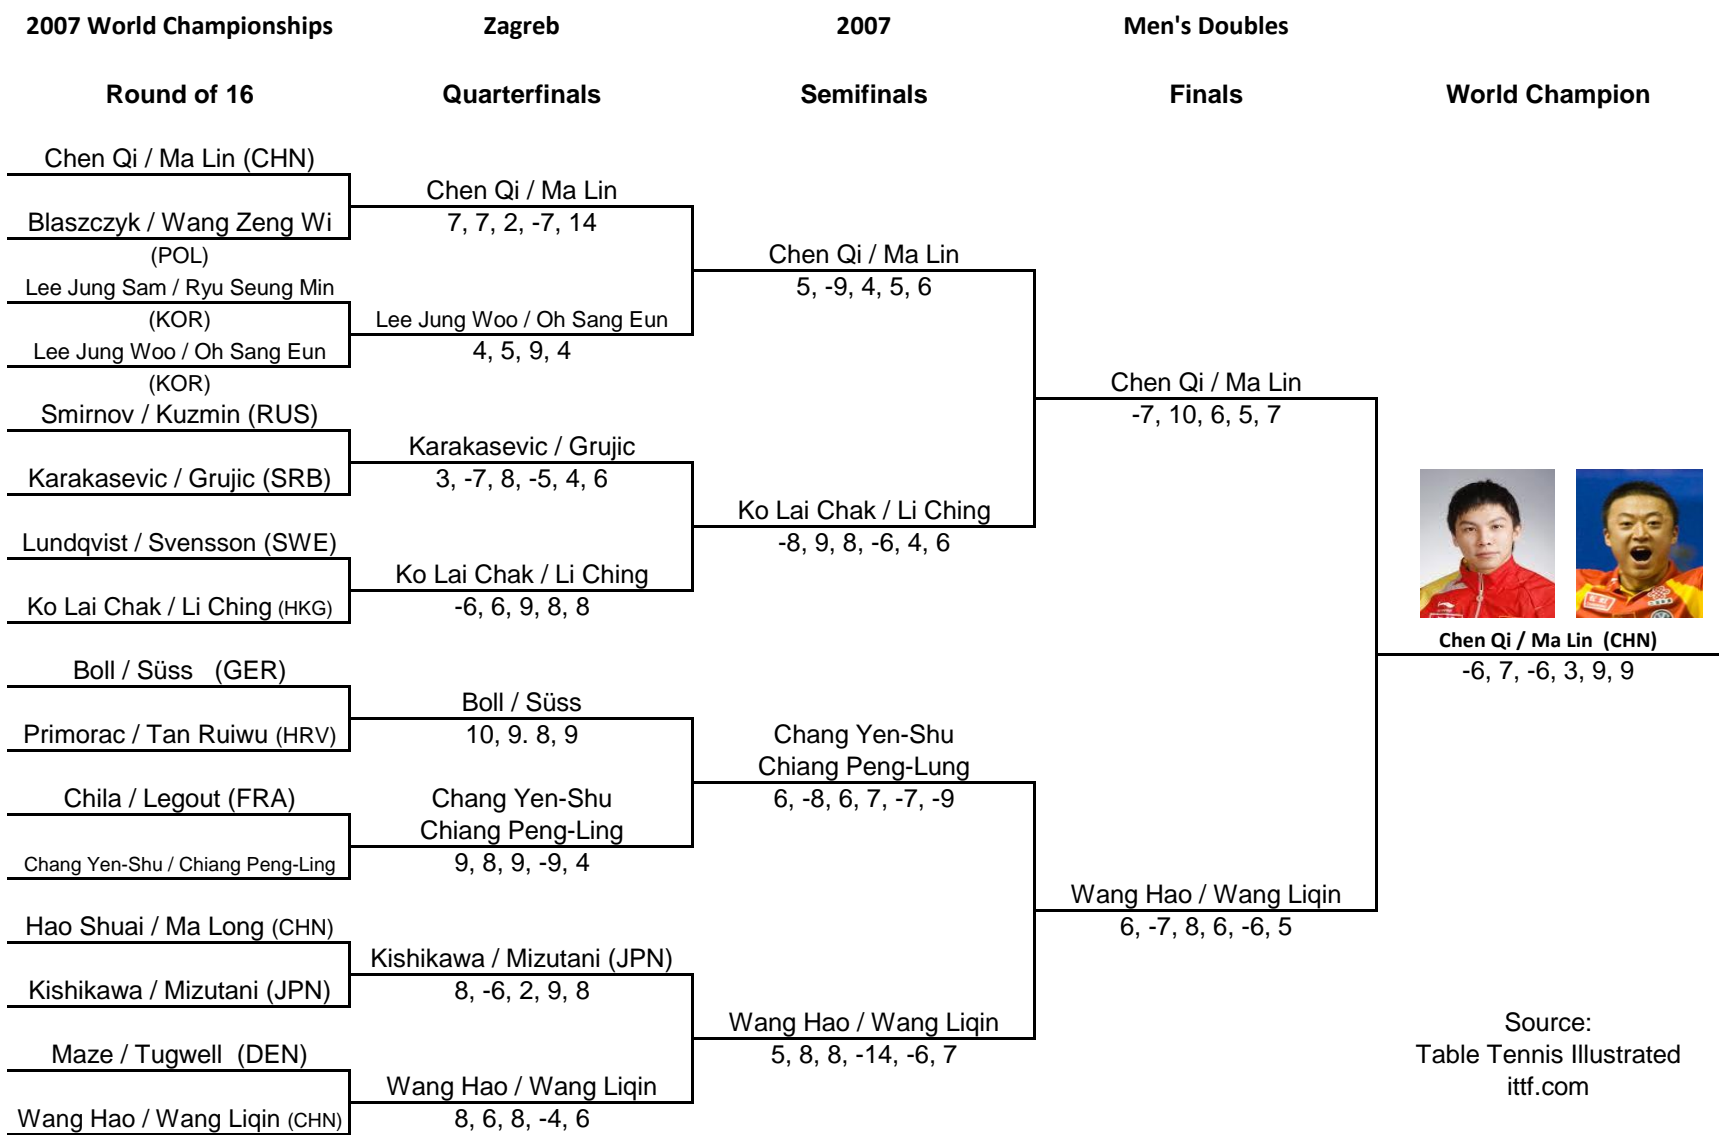 2007 World Championships Zagreb 2007 Men's Doubles
Round of 16 Quarterfinals Semifinals Finals World Champion
Chen Qi / Ma Lin (CHN)
Blaszczyk / Wang Zeng Wi
(POL)
Lee Jung Sam / Ryu Seung Min
(KOR)
Lee Jung Woo / Oh Sang Eun
(KOR)
Smirnov / Kuzmin (RUS)
Karakasevic / Grujic (SRB)
Lundqvist / Svensson (SWE)
Ko Lai Chak / Li Ching (HKG)
Boll / Süss (GER)
Primorac / Tan Ruiwu (HRV)
Chila / Legout (FRA)
Chang Yen-Shu / Chiang Peng-Ling
Hao Shuai / Ma Long (CHN)
Kishikawa / Mizutani (JPN)
Maze / Tugwell (DEN)
Wang Hao / Wang Liqin (CHN)
Chen Qi / Ma Lin
7, 7, 2, -7, 14
Lee Jung Woo / Oh Sang Eun
4, 5, 9, 4
Karakasevic / Grujic
3, -7, 8, -5, 4, 6
Ko Lai Chak / Li Ching
-6, 6, 9, 8, 8
Boll / Süss
10, 9. 8, 9
Chang Yen-Shu
Chiang Peng-Ling
9, 8, 9, -9, 4
Kishikawa / Mizutani (JPN)
8, -6, 2, 9, 8
Wang Hao / Wang Liqin
8, 6, 8, -4, 6
Chen Qi / Ma Lin
5, -9, 4, 5, 6
Ko Lai Chak / Li Ching
-8, 9, 8, -6, 4, 6
Chang Yen-Shu
Chiang Peng-Lung
6, -8, 6, 7, -7, -9
Wang Hao / Wang Liqin
5, 8, 8, -14, -6, 7
Chen Qi / Ma Lin
-7, 10, 6, 5, 7
Wang Hao / Wang Liqin
6, -7, 8, 6, -6, 5
Chen Qi / Ma Lin (CHN)
-6, 7, -6, 3, 9, 9
Source:
Table Tennis Illustrated
ittf.com